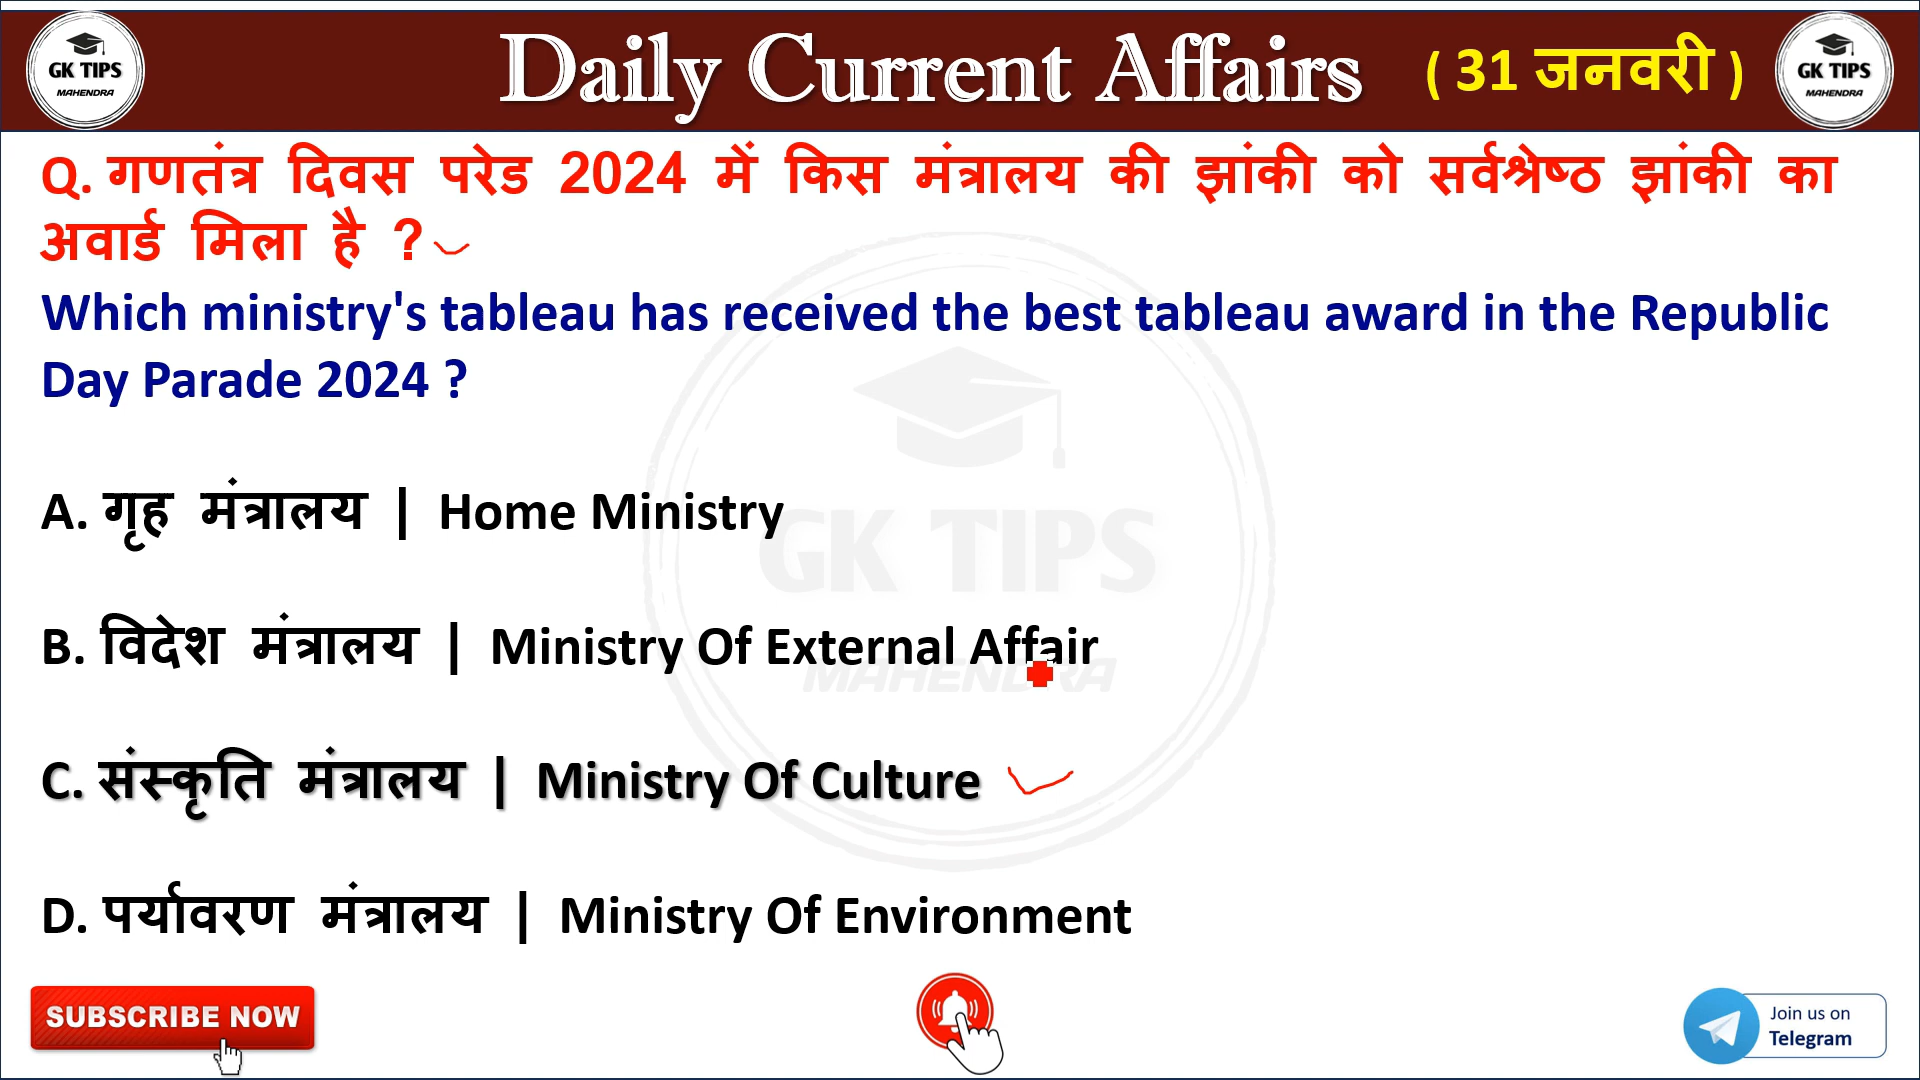 GK TIPS
MAHENDRA
Daily Current Affairs
( 31 जनवरी )
GK TIPS
MAHENDRA
Q. गणतंत्र दिवस परेड 2024 में किस मंत्रालय की झांकी को सर्वश्रेष्ठ झांकी का
अवार्ड मिला है ?
Which ministry's tableau has received the best tableau award in the Republic
Day Parade 2024 ?
A. गृह मंत्रालय | Home Ministry
GK TIPS
B. विदेश मंत्रालय | Ministry Of External Affair
MAHENDRA
C. संस्कृति मंत्रालय | Ministry Of Culture
D. पर्यावरण मंत्रालय | Ministry Of Environment
SUBSCRIBE NOW
Join us on
Telegram